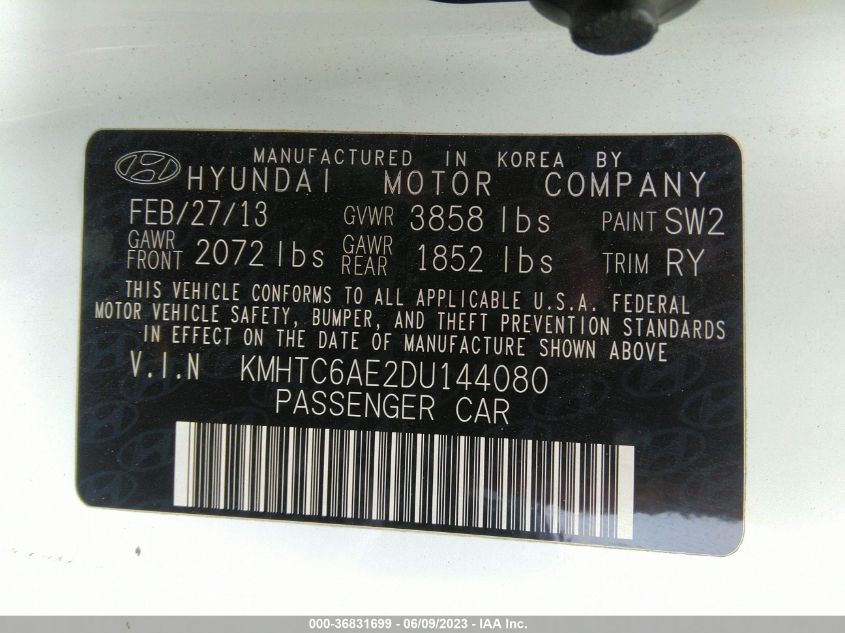 MANUFACTURED IN KOREA BY
HYUNDAI MOTOR COMPANY
FEB/27/13 GVWR 3858 lbs PAINT SW2
GAWR FRONT 2072 lbs GAWR REAR 1852 lbs TRIM RY
THIS VEHICLE CONFORMS TO ALL APPLICABLE U.S.A. FEDERAL
MOTOR VEHICLE SAFETY, BUMPER, AND THEFT PREVENTION STANDARDS
IN EFFECT ON THE DATE OF MANUFACTURE SHOWN ABOVE
V.I.N KMHTC6AE2DU144080
PASSENGER CAR
000-36831699 - 06/09/2023 - IAA Inc.